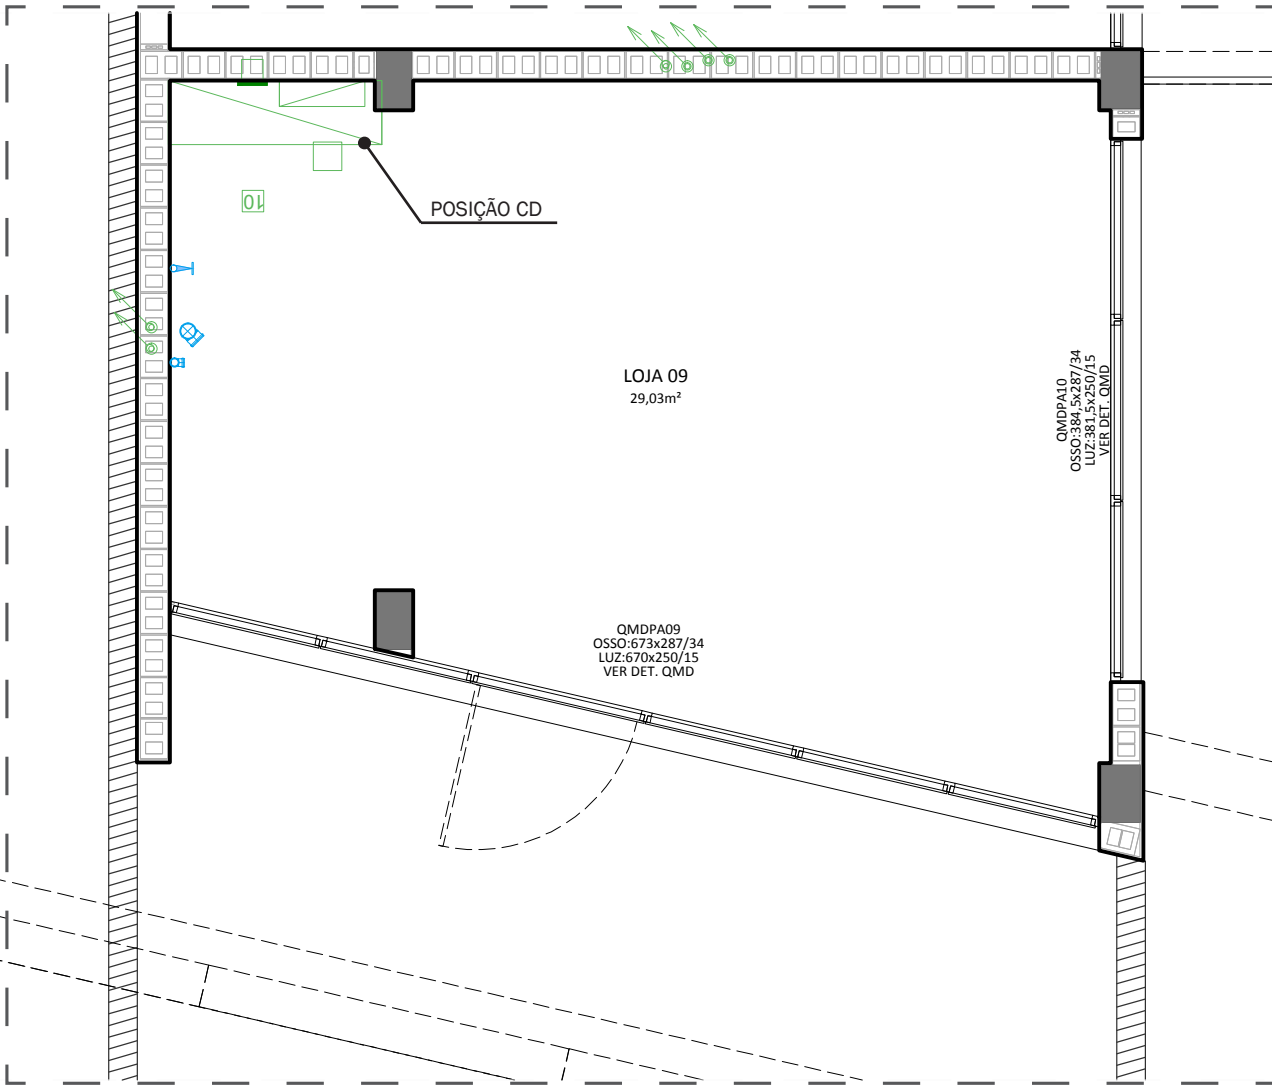 10
POSIÇÃO CD
LOJA 09
29,03m²
QMDPA10
OSSO:384,5x287/34
LUZ:381,5x250/15
VER DET. QMD
QMDPA09
OSSO:673x287/34
LUZ:670x250/15
VER DET. QMD